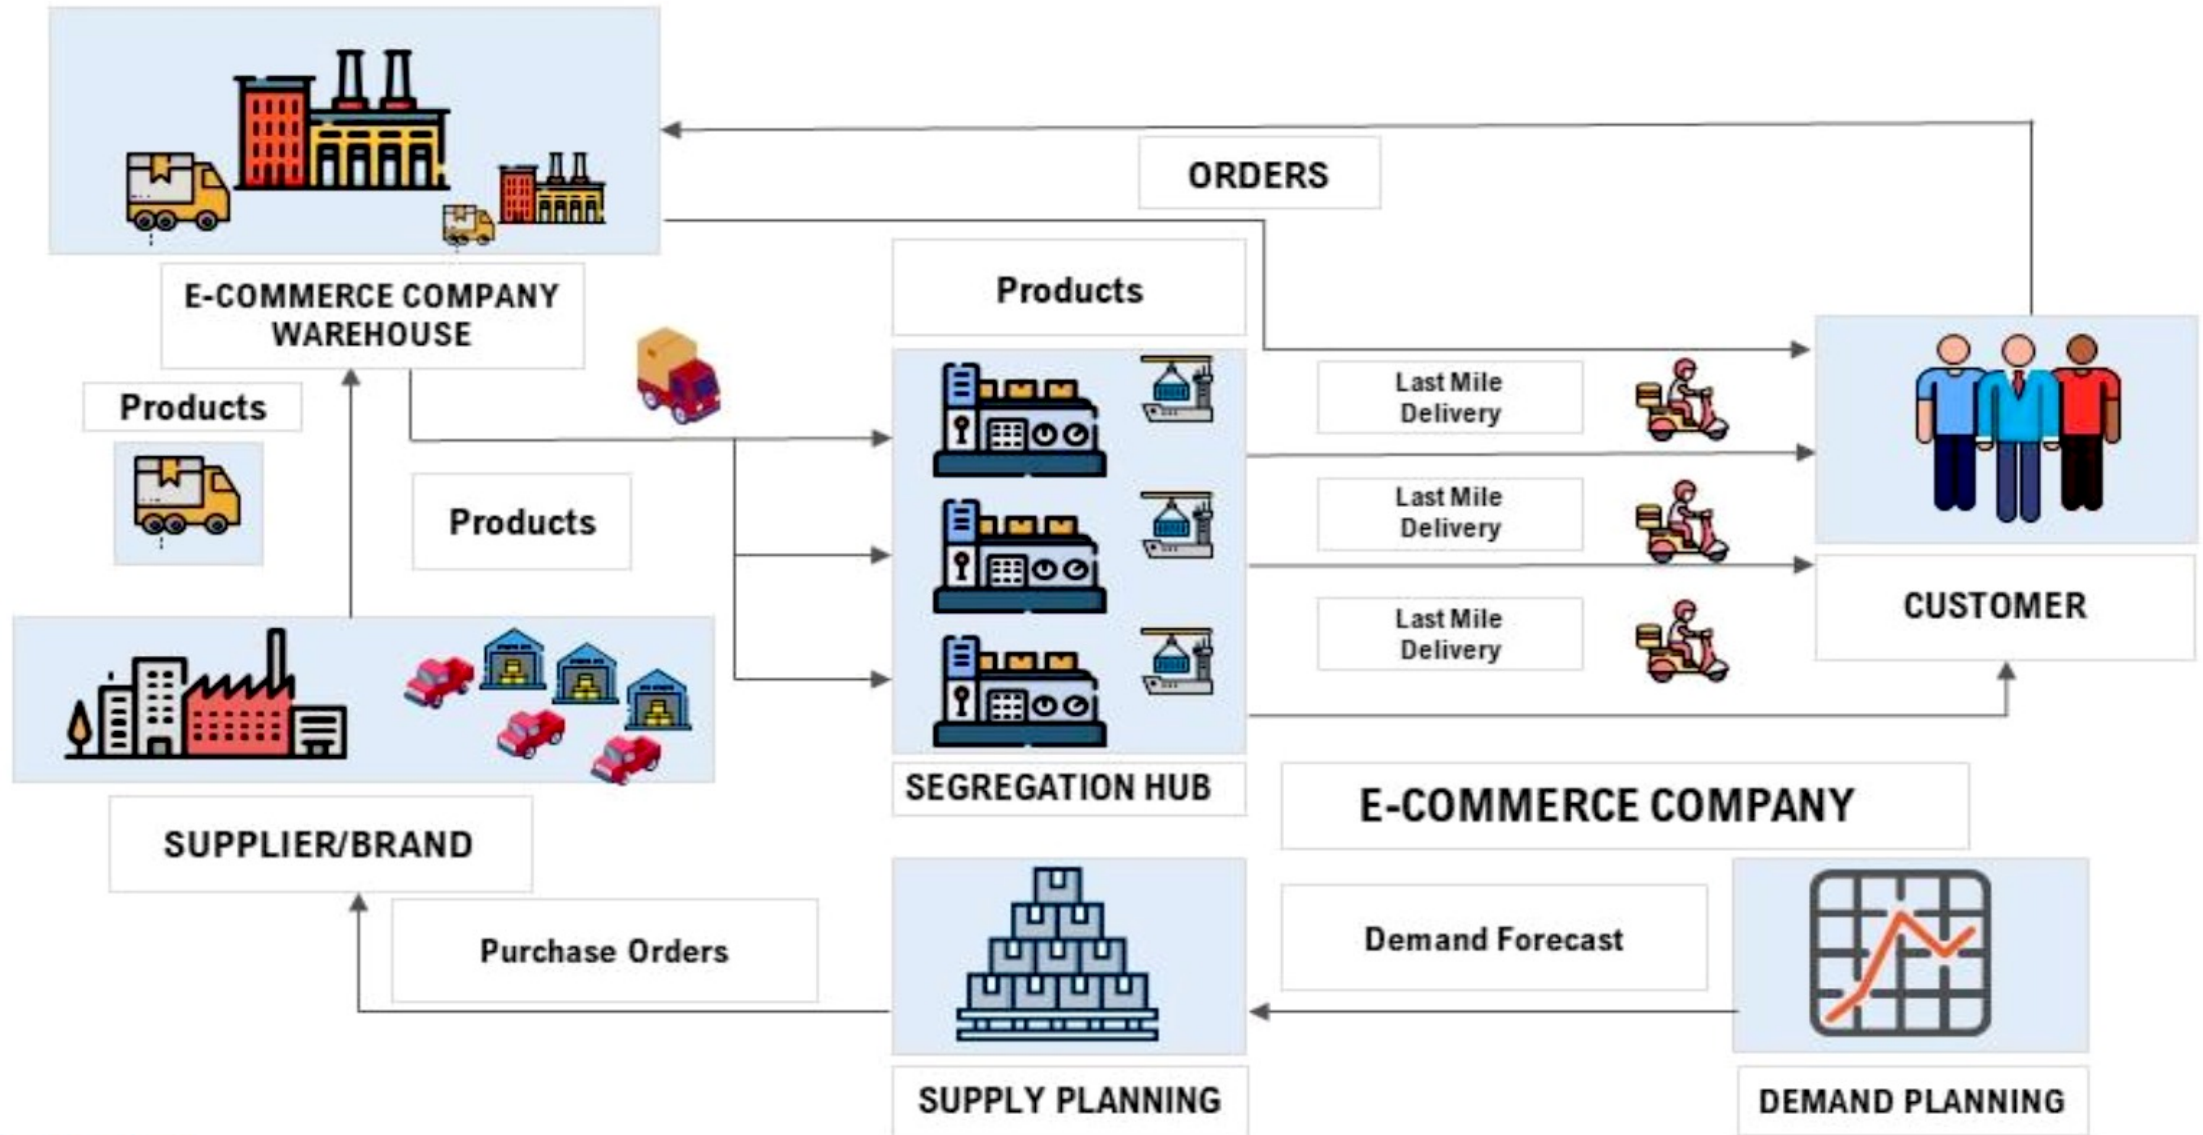 ORDERS
Products
E-COMMERCE COMPANY
WAREHOUSE
Products
Products
Last Mile
Delivery
Last Mile
Delivery
Last Mile
Delivery
CUSTOMER
SEGREGATION HUB
E-COMMERCE COMPANY
SUPPLIER/BRAND
Purchase Orders
Demand Forecast
SUPPLY PLANNING
DEMAND PLANNING